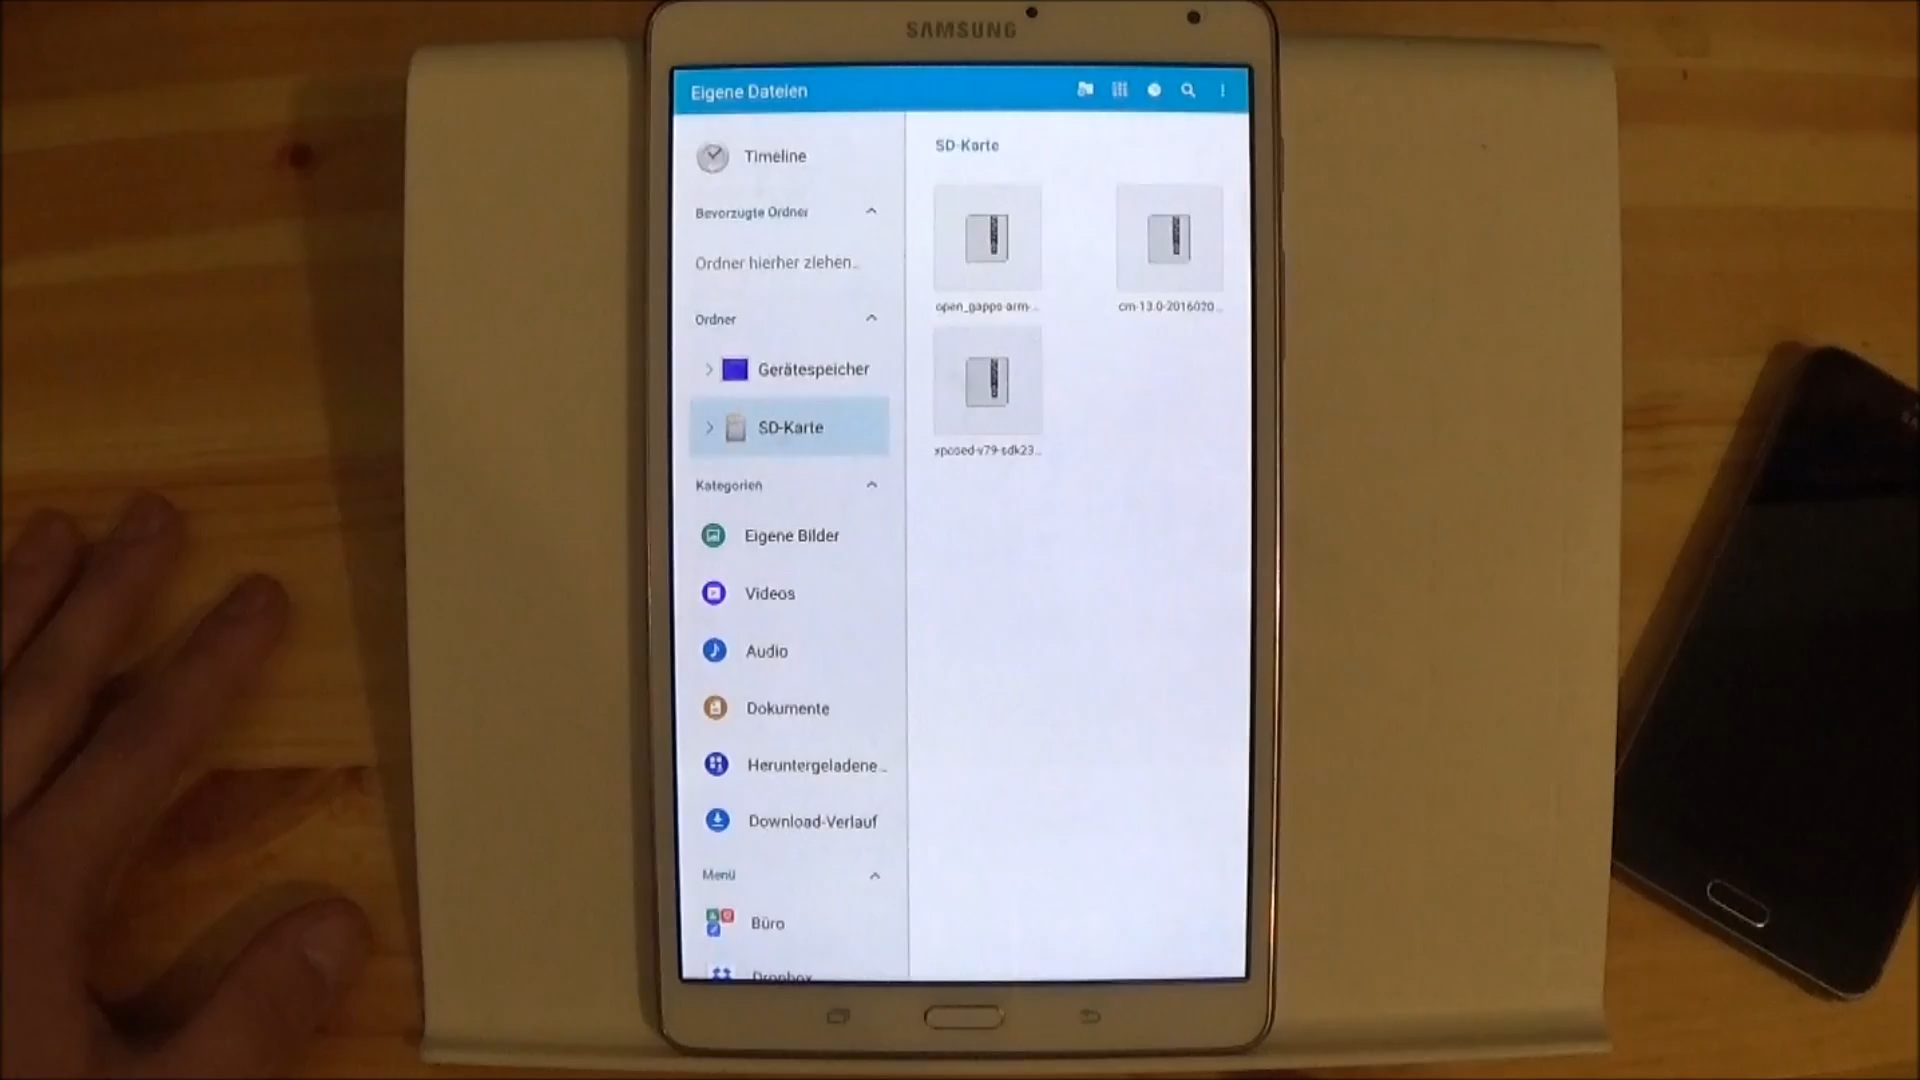 SAMSUNG
Eigene Dateien
Timeline
Bevorzugte Ordner
Ordner hierher ziehen..
Ordner
Gerätespeicher
SD-Karte
Kategorien
Eigene Bilder
Videos
Audio
Dokumente
Heruntergeladene..
Download-Verlauf
Menü
Büro
Dropbox
SD-Karte
open_gapps-arm-..
cm-13.0-2016020..
xposed-v79-sdk23..